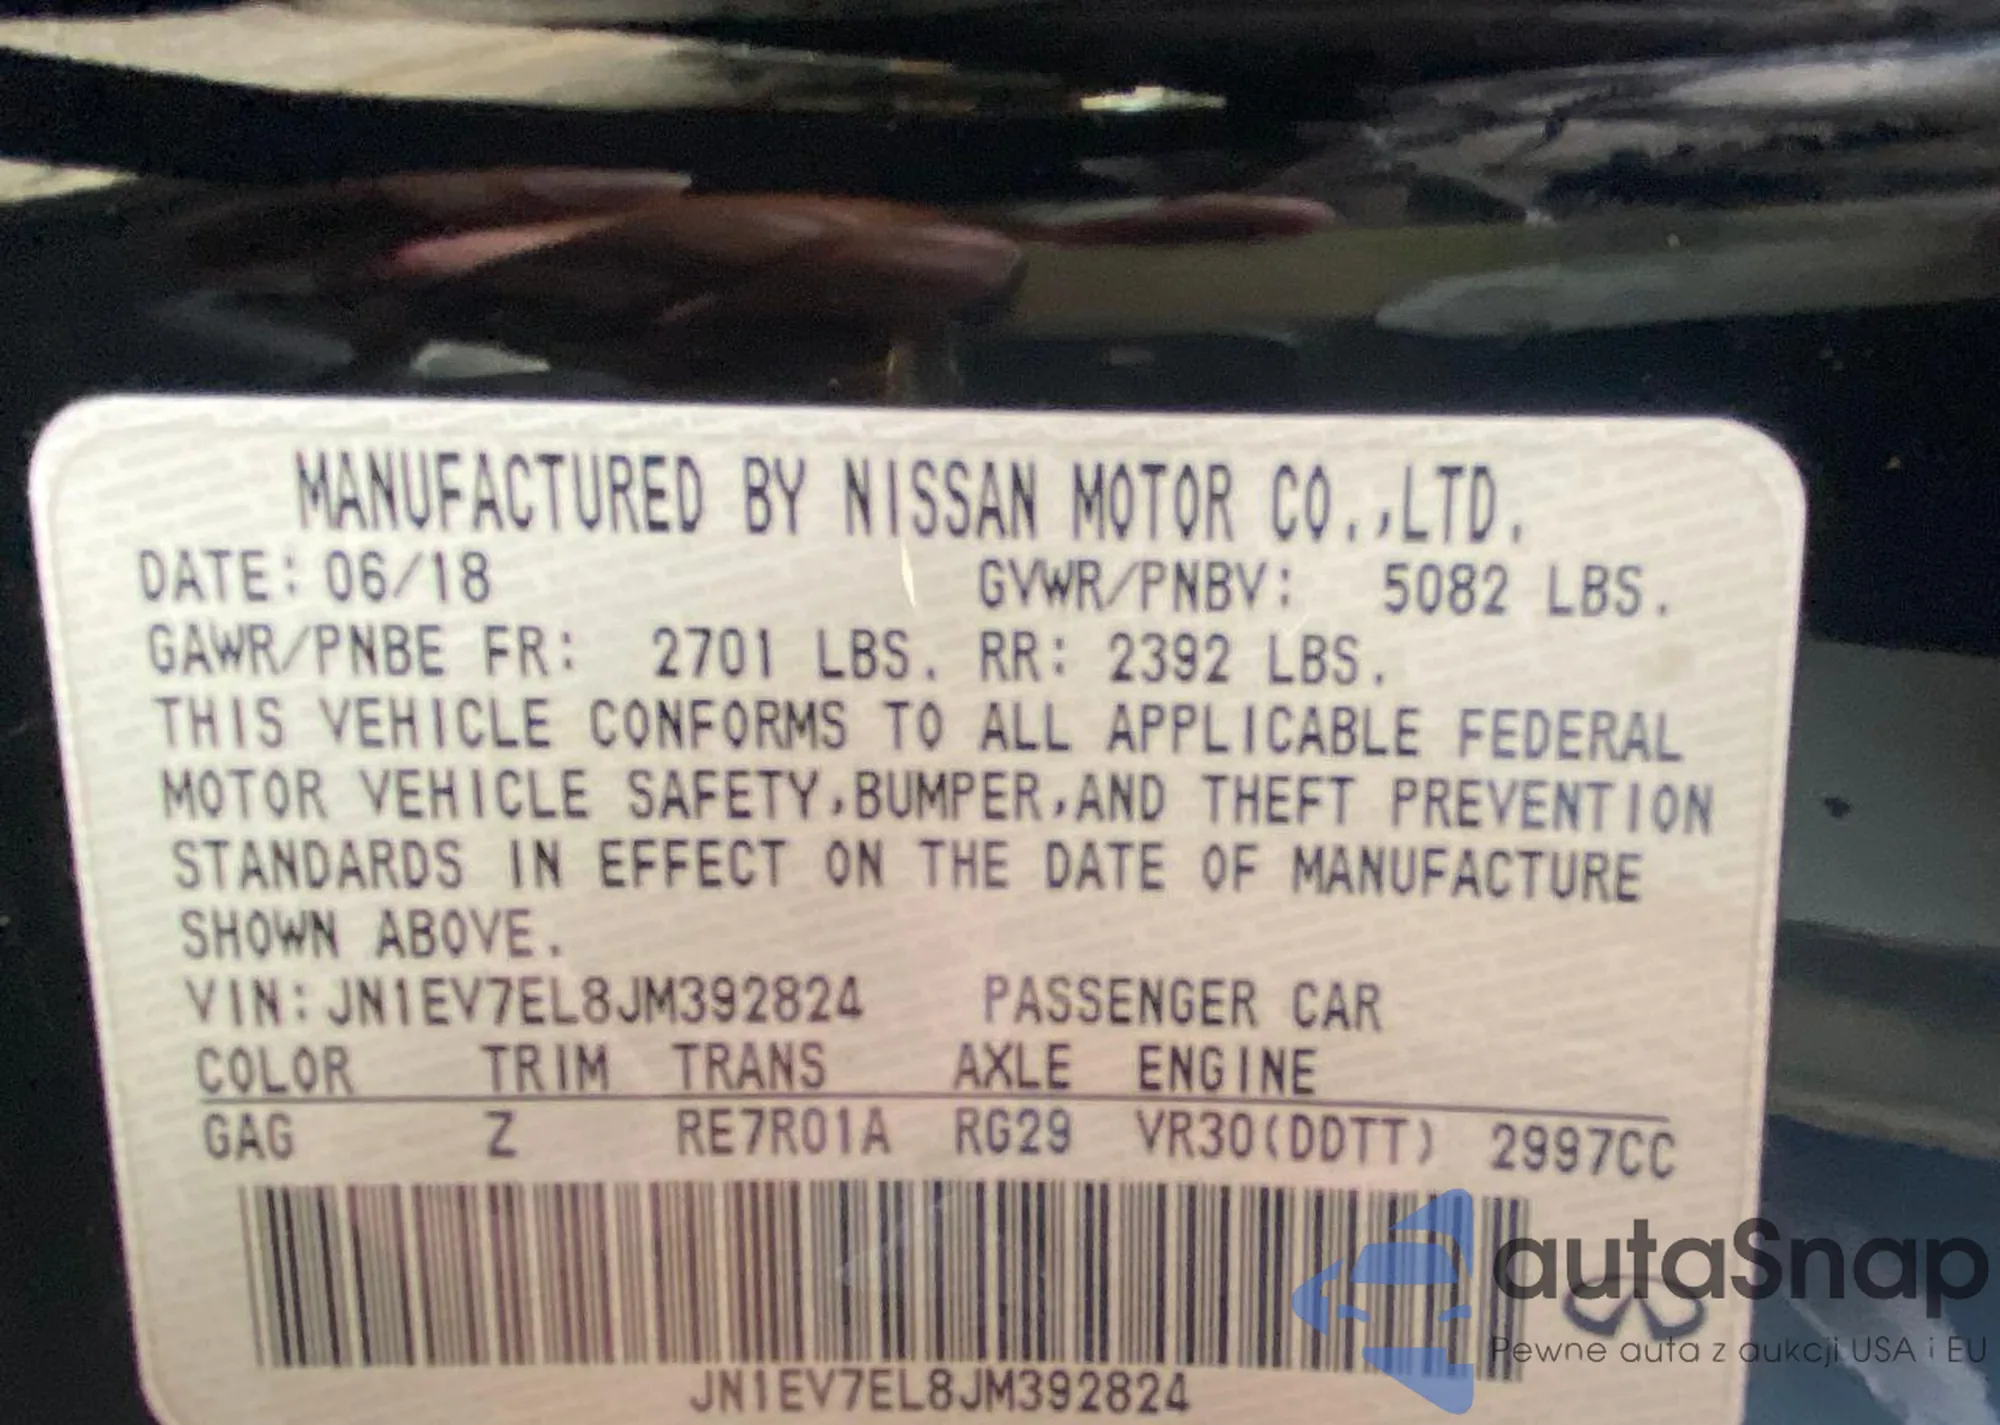 MANUFACTURED BY NISSAN MOTOR CO.,LTD.
DATE: 06/18 GVWR/PNBV: 5082 LBS.
GAWR/PNBE FR: 2701 LBS. RR: 2392 LBS.
THIS VEHICLE CONFORMS TO ALL APPLICABLE FEDERAL
MOTOR VEHICLE SAFETY,BUMPER,AND THEFT PREVENTION
STANDARDS IN EFFECT ON THE DATE OF MANUFACTURE
SHOWN ABOVE.
VIN:JN1EV7EL8JM392824 PASSENGER CAR
COLOR TRIM TRANS AXLE ENGINE
GAG Z RE7R01A RG29 VR30(DDTT) 2997CC
JN1EV7EL8JM392824
autaSnap
Pewne auta z aukcji USA i EU